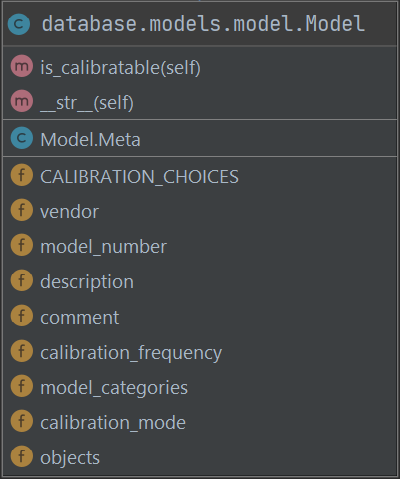 C database.models.model.Model
m is_calibratable(self)
m __str__(self)
C Model.Meta
f CALIBRATION_CHOICES
f vendor
f model_number
f description
f comment
f calibration_frequency
f model_categories
f calibration_mode
f objects